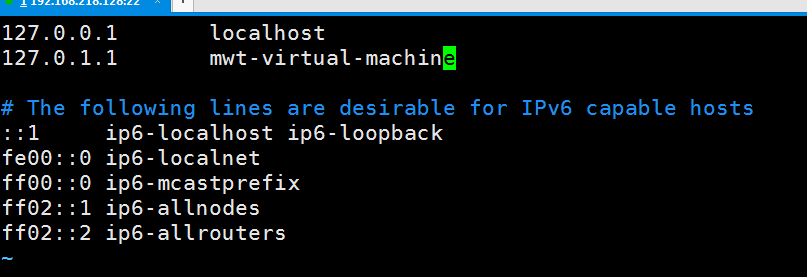 1 192.168.218.128:22
127.0.0.1 localhost
127.0.1.1 mwt-virtual-machine
# The following lines are desirable for IPv6 capable hosts
::1 ip6-localhost ip6-loopback
fe00::0 ip6-localnet
ff00::0 ip6-mcastprefix
ff02::1 ip6-allnodes
ff02::2 ip6-allrouters
~